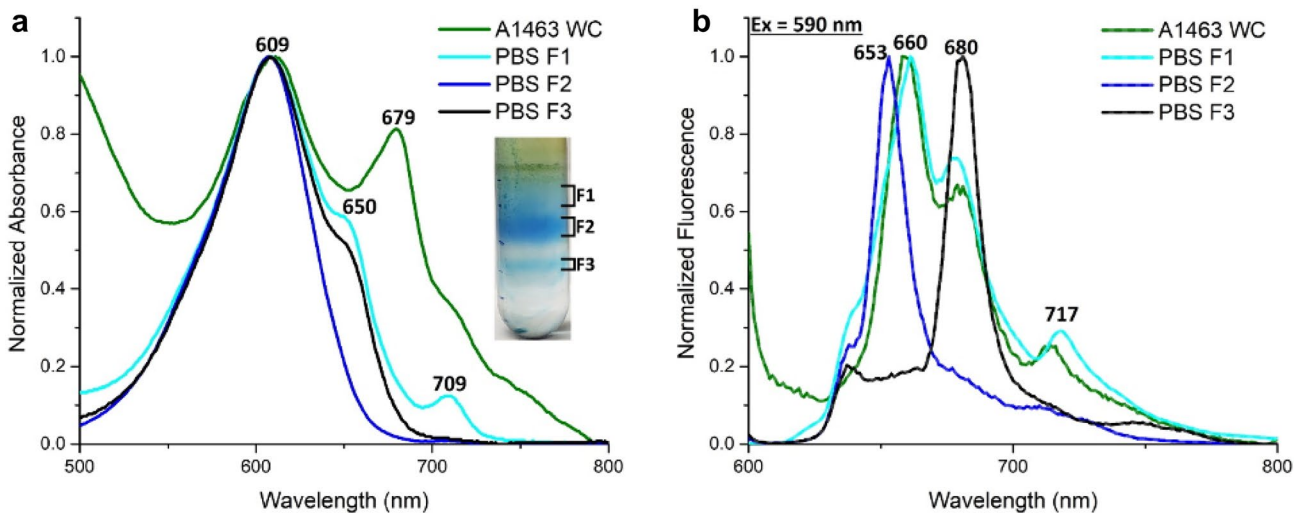 a
A1463 WC
PBS F1
PBS F2
PBS F3
609
679
650
709
F1
F2
F3
1.0
0.8
0.6
0.4
0.2
0.0
500
600
700
800
Normalized Absorbance
Wavelength (nm)
b
Ex = 590 nm
A1463 WC
PBS F1
PBS F2
PBS F3
653
660
680
717
1.0
0.8
0.6
0.4
0.2
0.0
600
700
800
Normalized Fluorescence
Wavelength (nm)